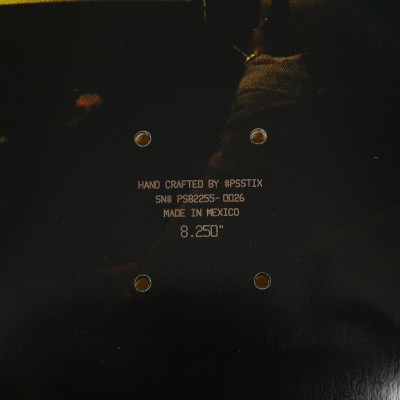 HAND CRAFTED BY #PSSTIX
SN# PS82255-0026
MADE IN MEXICO
8.250"